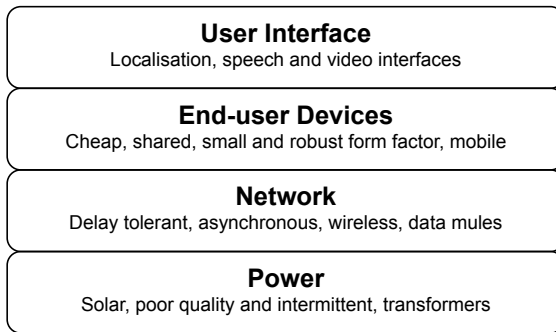 User Interface
Localisation, speech and video interfaces
End-user Devices
Cheap, shared, small and robust form factor, mobile
Network
Delay tolerant, asynchronous, wireless, data mules
Power
Solar, poor quality and intermittent, transformers